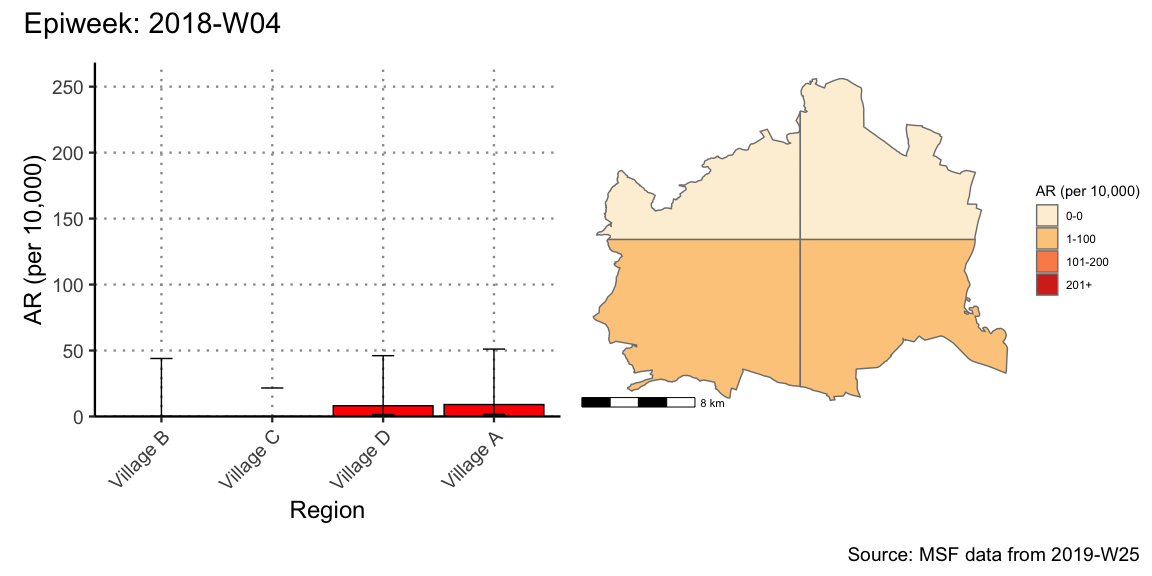 Epiweek: 2018-W04
AR (per 10,000)
250
200
150
100
50
0
Village B
Village C
Village D
Village A
Region
8 km
AR (per 10,000)
0-0
1-100
101-200
201+
Source: MSF data from 2019-W25